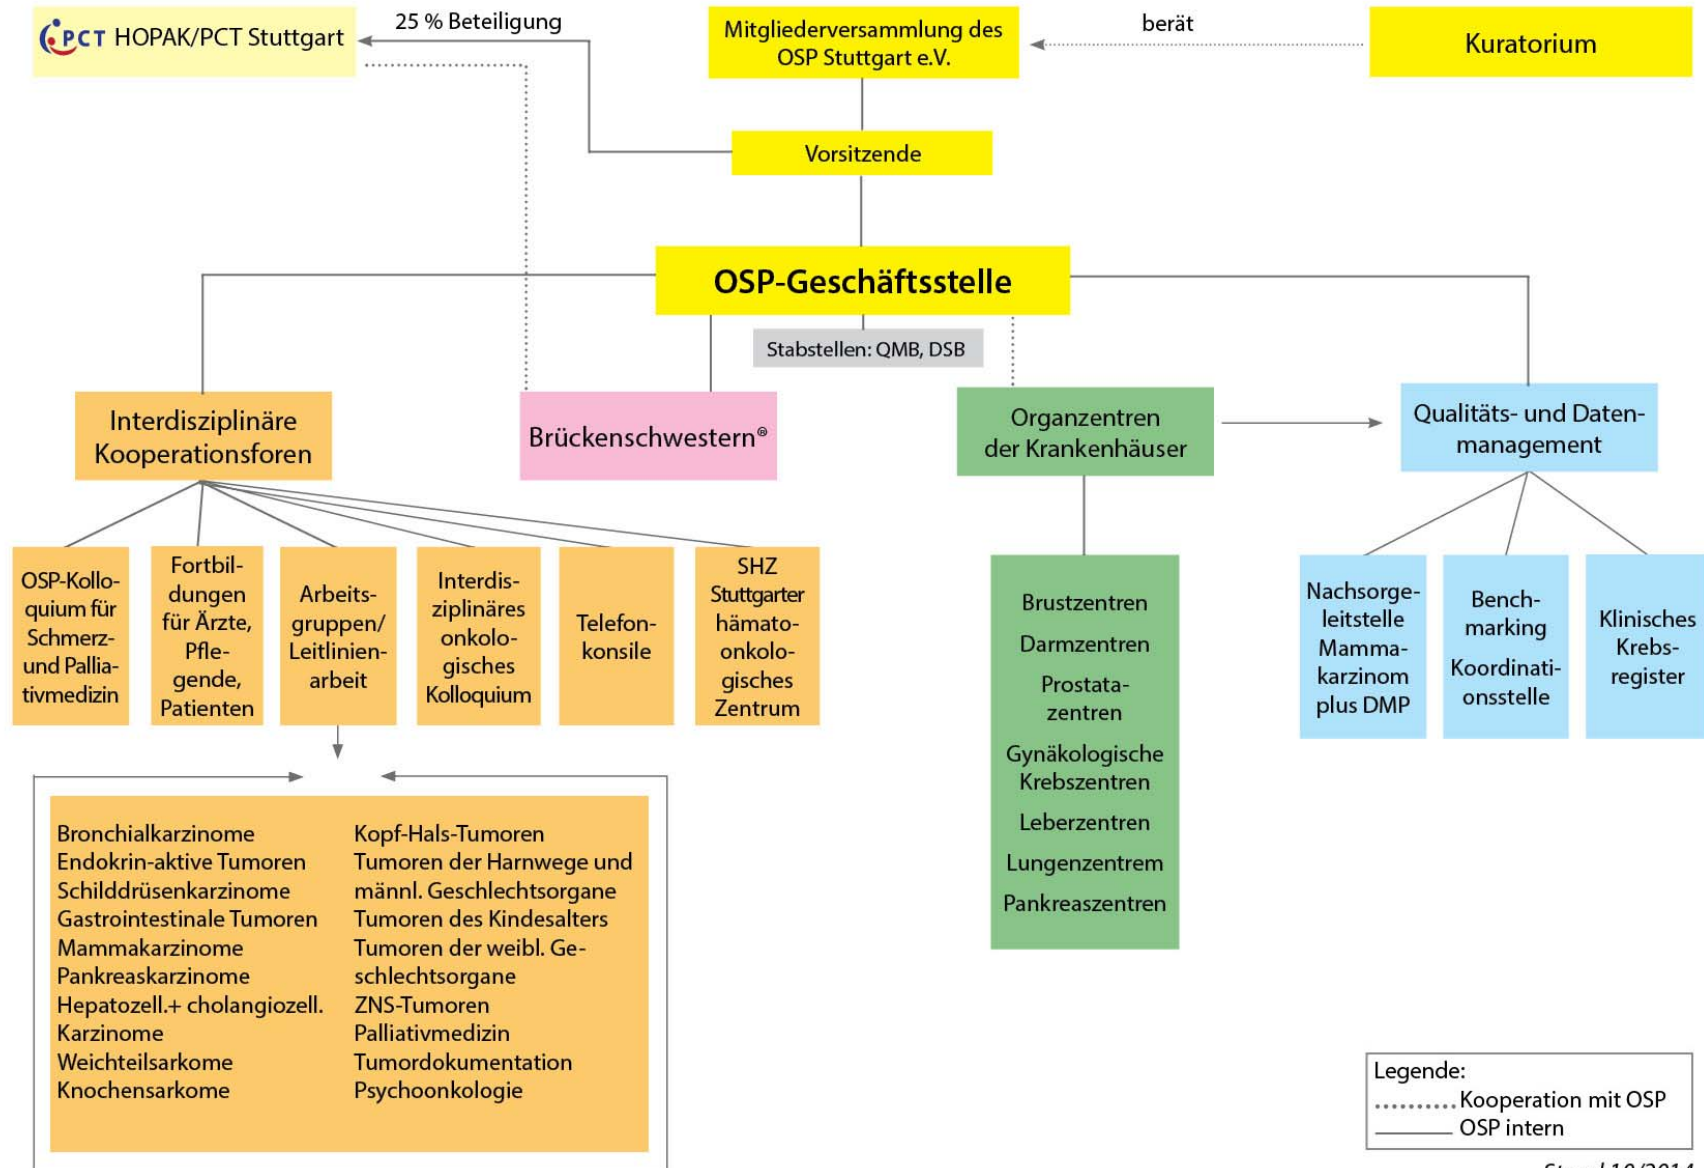 PCT HOPAK/PCT Stuttgart
25 % Beteiligung
Mitgliederversammlung des
OSP Stuttgart e.V.
berät
Kuratorium
Vorsitzende
OSP-Geschäftsstelle
Stabstellen: QMB, DSB
Interdisziplinäre
Kooperationsforen
Brückenschwestern®
Organzentren
der Krankenhäuser
Qualitäts- und Daten-
management
OSP-Kollo-
quium für
Schmerz-
und Pallia-
tivmedizin
Fortbil-
dungen
für Ärzte,
Pfle-
gende,
Patienten
Arbeits-
gruppen/
Leitlinien-
arbeit
Interdis-
ziplinäres
onkolo-
gisches
Kolloquium
Telefon-
konsile
SHZ
Stuttgarter
hämato-
onkolo-
gisches
Zentrum
Brustzentren
Darmzentren
Prostata-
zentren
Gynäkologische
Krebszentren
Leberzentren
Lungenzentrem
Pankreaszentren
Nachsorge-
leitstelle
Mamma-
karzinom
plus DMP
Bench-
marking
Koordinati-
onsstelle
Klinisches
Krebs-
register
Bronchialkarzinome
Endokrin-aktive Tumoren
Schilddrüsenkarzinome
Gastrointestinale Tumoren
Mammakarzinome
Pankreaskarzinome
Hepatozell.+ cholangiozell.
Karzinome
Weichteilsarkome
Knochensarkome
Kopf-Hals-Tumoren
Tumoren der Harnwege und
männl. Geschlechtsorgane
Tumoren des Kindesalters
Tumoren der weibl. Ge-
schlechtsorgane
ZNS-Tumoren
Palliativmedizin
Tumordokumentation
Psychoonkologie
Legende:
Kooperation mit OSP
OSP intern
Stand 10/2014